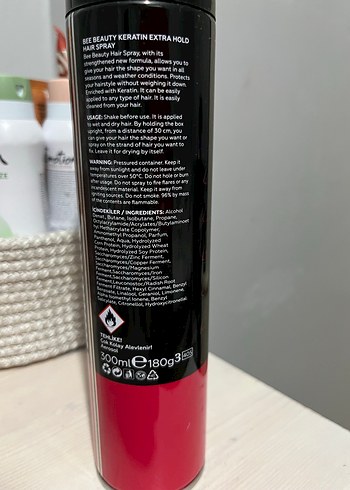 BEE BEAUTY KERATIN EXTRA HOLD
HAIR SPRAY
Bee Beauty Hair Spray, with its
strengthened new formula, allows you to
give your hair the shape you want in all
seasons and weather conditions. Protects
your hairstyle without weighing it down.
Enriched with Keratin. It can be easily
applied to any type of hair. It is easily
cleaned from your hair.
USAGE: Shake before use. It is applied
to wet and dry hair. By holding the box
upright, from a distance of 30 cm, you
can give your hair the shape you want or
spray on the strand of hair you want to
fix. Leave it for drying by itself.
WARNING: Pressured container. Keep it
away from sunlight and do not leave under
temperatures over 50°C. Do not hole or burn
after usage. Do not spray to fire flares or any
incandescent material. Keep it away from
igniting sources. Do not smoke. 96% by mass
of the contents are flammable.
İÇİNDEKİLER / INGREDIENTS: Alcohol
Denat., Butane, Isobutane, Propane,
Octylacrylamide/Acrylates/Butylaminoet
hyl Methacrylate Copolymer,
Aminomethyl Propanol, Parfum,
Panthenol, Aqua, Hydrolyzed
Corn Protein, Hydrolyzed Wheat
Protein, Hydrolyzed Soy Protein,
Saccharomyces/Zinc Ferment,
Saccharomyces/Copper Ferment,
Saccharomyces/Magnesium
Ferment, Saccharomyces/Iron
Ferment, Saccharomyces/Silicon
Ferment, Leuconostoc/Radish Root
Ferment Filtrate, Hexyl Cinnamal, Benzyl
Benzoate, Linalool, Geraniol, Limonene,
Alpha Isomethyl Ionene, Benzyl
Salicylate, Citronellol, Hydroxycitronellal
TEHLİKE!
Çok Kolay Alevlenir!
Aerosol
300ml℮180g3